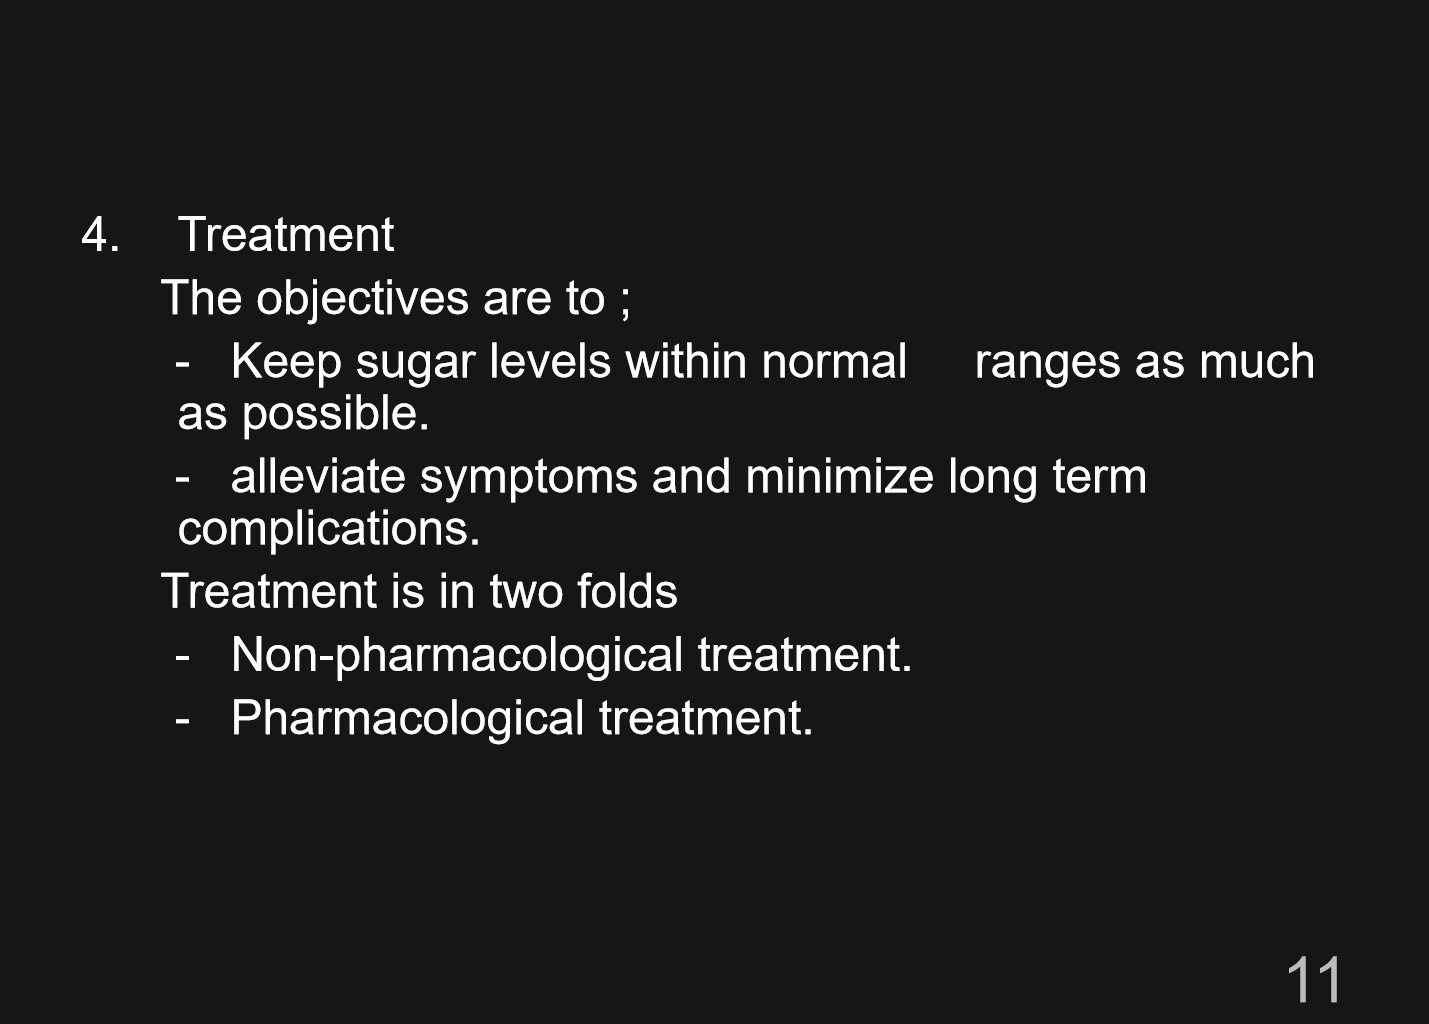 4. Treatment
The objectives are to ;
- Keep sugar levels within normal ranges as much
as possible.
- alleviate symptoms and minimize long term
complications.
Treatment is in two folds
- Non-pharmacological treatment.
- Pharmacological treatment.
11